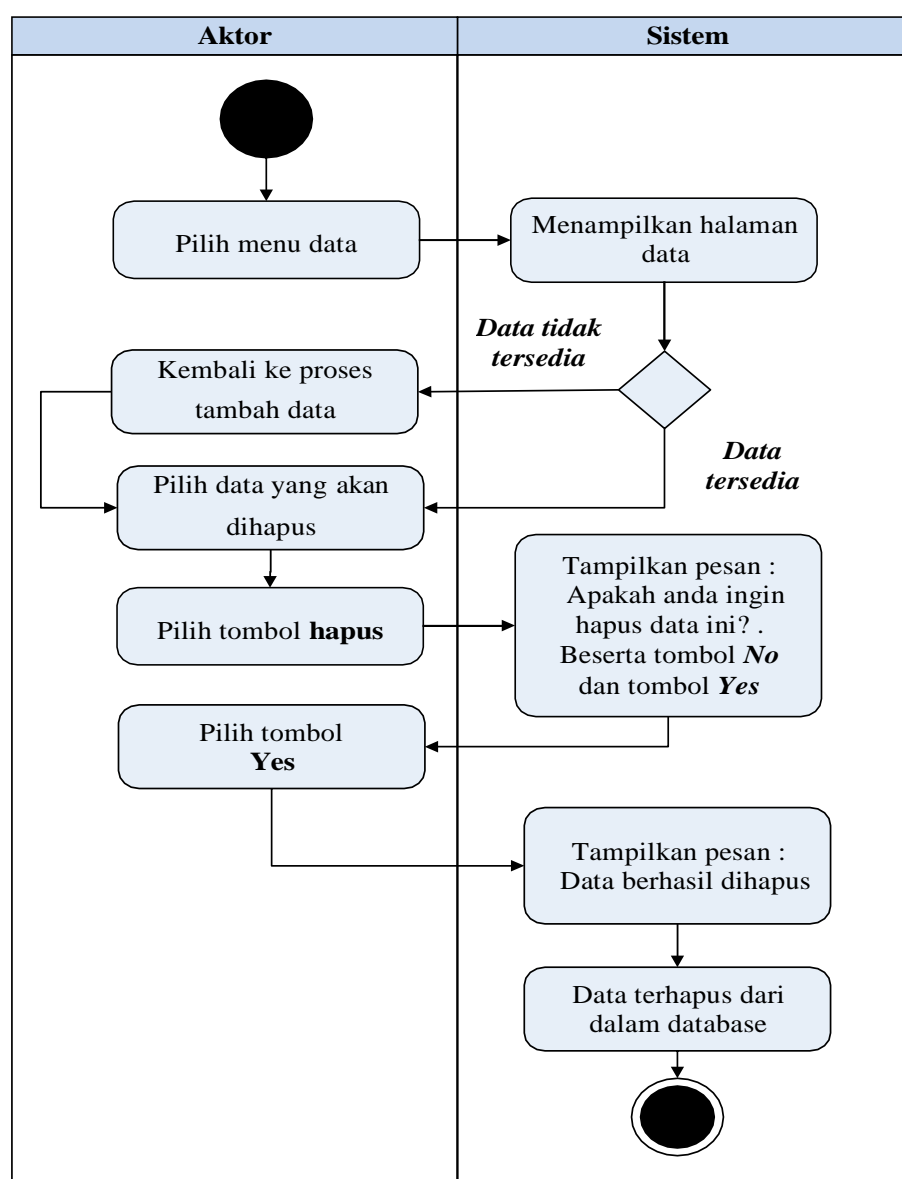 Aktor
Sistem
Pilih menu data
Menampilkan halaman
data
Data tidak
tersedia
Kembali ke proses
tambah data
Data
tersedia
Pilih data yang akan
dihapus
Pilih tombol hapus
Tampilkan pesan :
Apakah anda ingin
hapus data ini? .
Beserta tombol No
dan tombol Yes
Pilih tombol
Yes
Tampilkan pesan :
Data berhasil dihapus
Data terhapus dari
dalam database